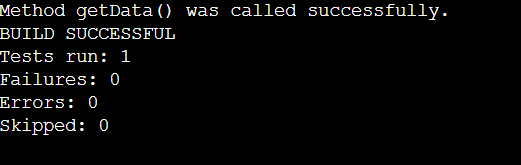 Method getData() was called successfully.
BUILD SUCCESSFUL
Tests run: 1
Failures: 0
Errors: 0
Skipped: 0